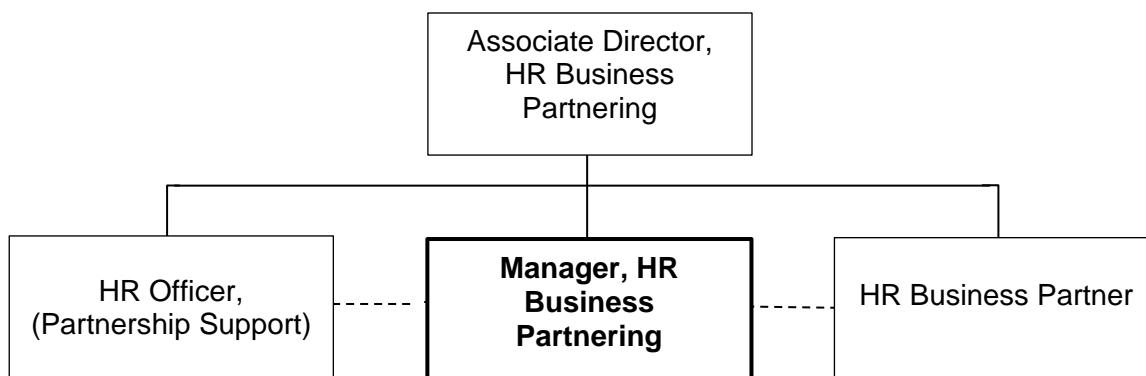 Associate Director,
HR Business
Partnering
HR Officer,
(Partnership Support)
Manager, HR
Business
Partnering
HR Business Partner